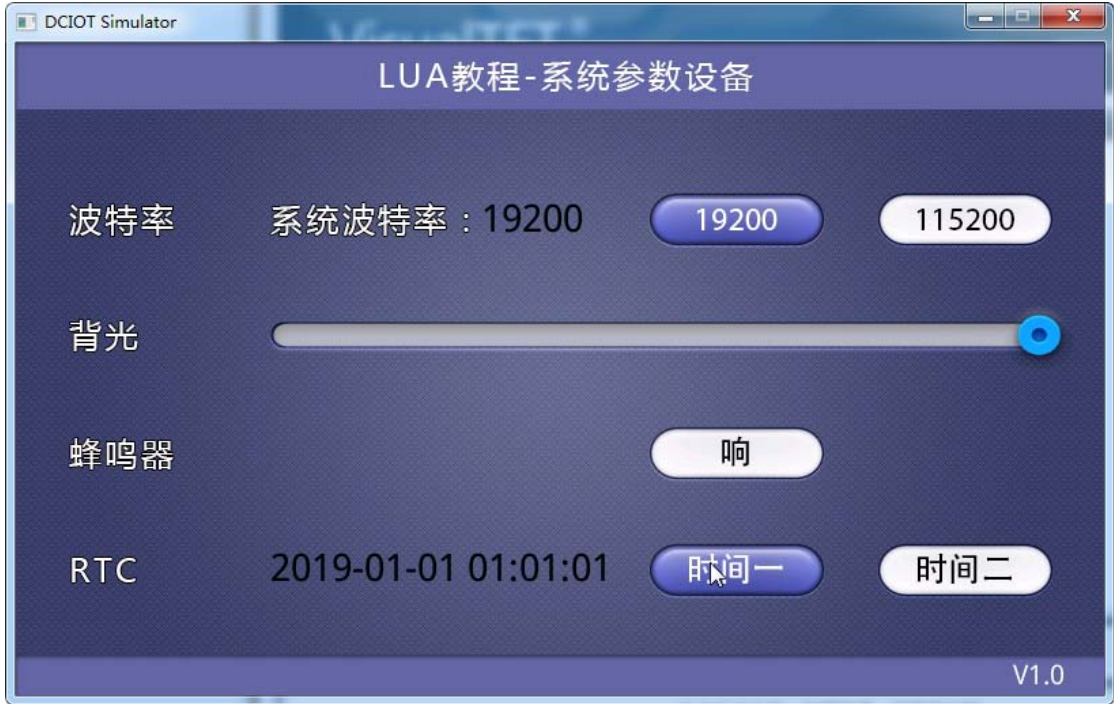 DCIOT Simulator
VisualTFT
LUA教程-系统参数设备
波特率 系统波特率：19200 19200 115200
背光
蜂鸣器 响
RTC 2019-01-01 01:01:01 时间一 时间二
V1.0